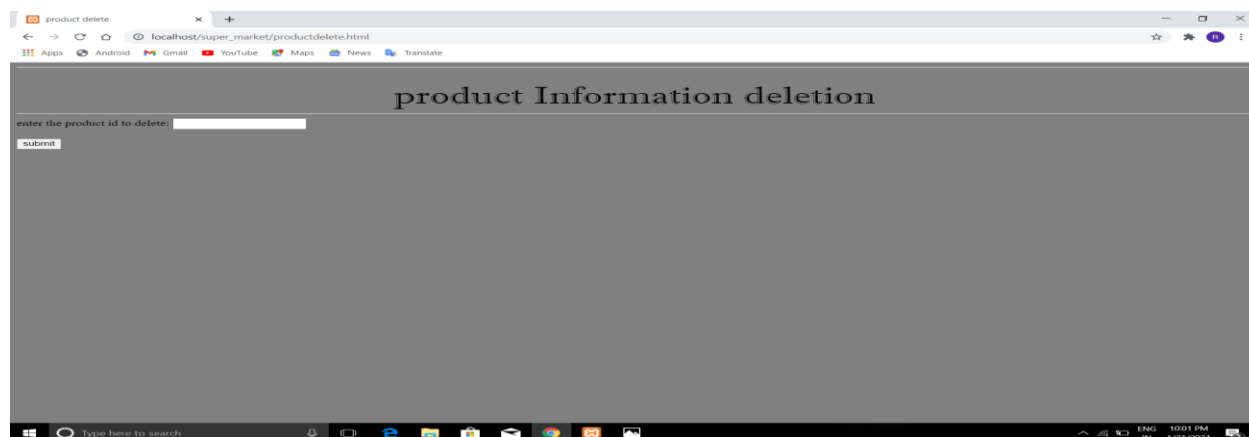 product delete
localhost/super_market/productdelete.html
R
Apps Android Gmail YouTube Maps News Translate
product Information deletion
enter the product id to delete:
submit
Type here to search
ENG 10:01 PM